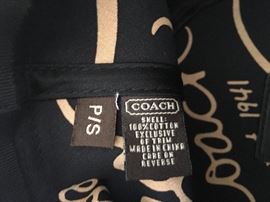 P/S
COACH
SHELL:
100%COTTON
EXCLUSIVE
OF TRIM
MADE IN CHINA
CARE ON
REVERSE
1941